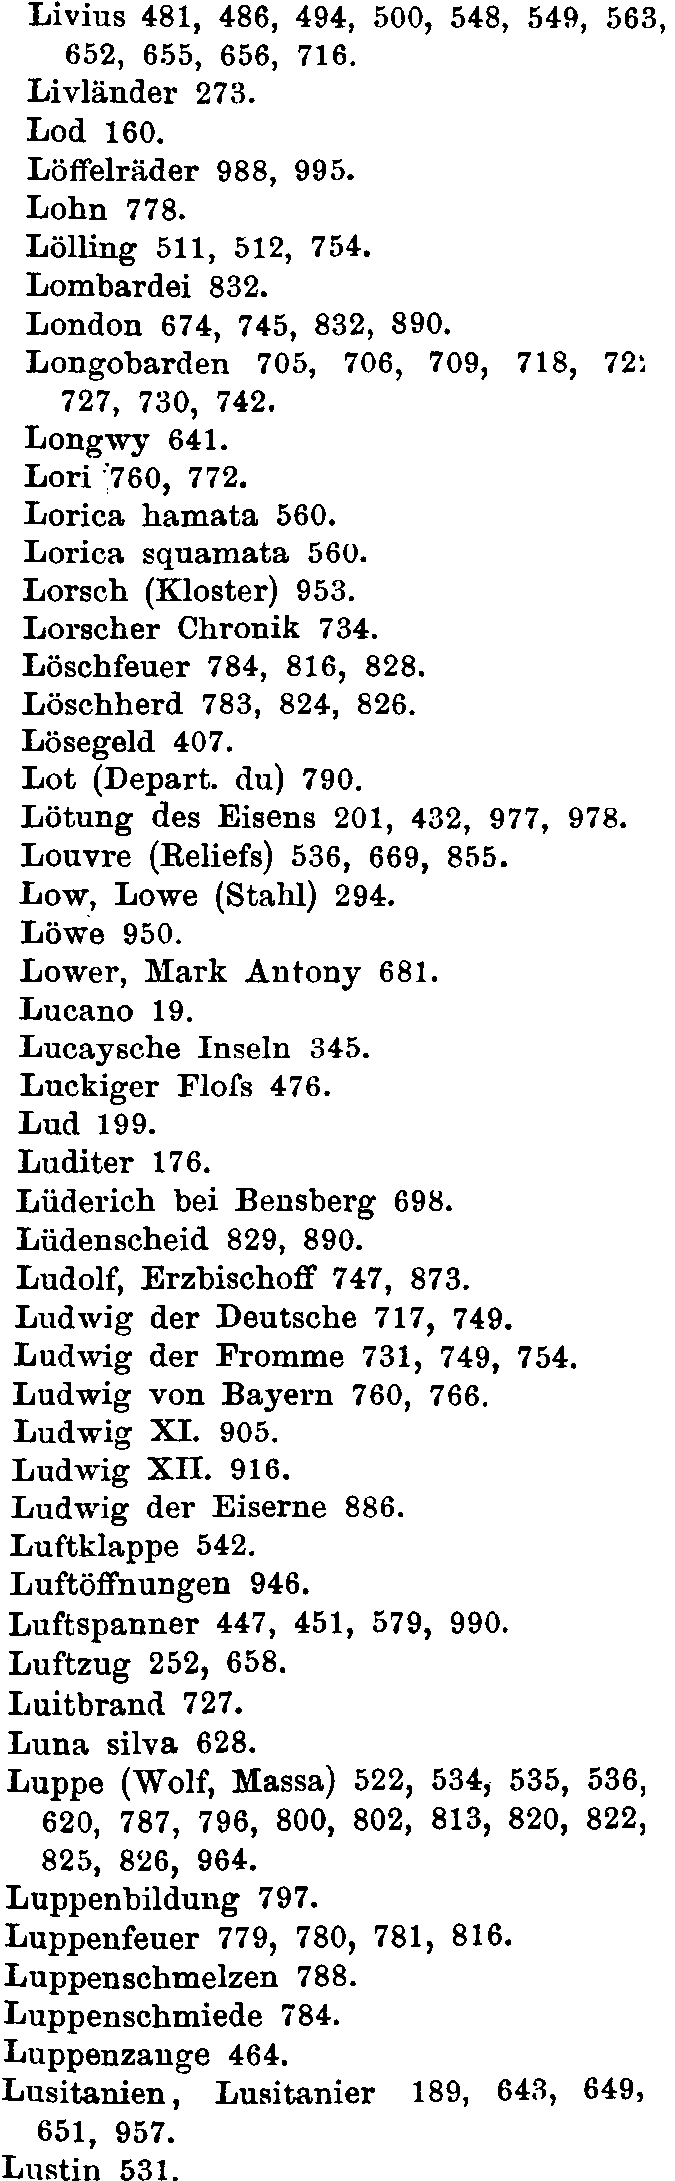 Livius 481, 486, 494, 500, 548, 549, 563,
652, 655, 656, 716.
Livländer 273.
Lod 160.
Löffelräder 988, 995.
Lohn 778.
Lölling 511, 512, 754.
Lombardei 832.
London 674, 745, 832, 890.
Longobarden 705, 706, 709, 718,
727, 730, 742.
Longwy 641.
Lori 760, 772.
Lorica hamata 560.
Lorica squamata 560.
Lorsch (Kloster) 953.
Lorscher Chronik 734.
Löschfeuer 784, 816, 828.
Löschherd 783, 824, 826.
Lösegeld 407.
Lot (Depart. du) 790.
Lötung des Eisens 201, 432, 977, 978.
Louvre (Reliefs) 536, 669, 855.
Low, Lowe (Stahl) 294.
Löwe 950.
Lower, Mark Antony 681.
Lucano 19.
Lucaysche Inseln 345.
Luckiger Floſs 476.
Lud 199.
Luditer 176.
Lüderich bei Bensberg 698.
Lüdenscheid 829, 890.
Ludolf, Erzbischoff 747, 873.
Ludwig der Deutsche 717, 749.
Ludwig der Fromme 731, 749, 754.
Ludwig von Bayern 760, 766.
Ludwig XI. 905.
Ludwig XII. 916.
Ludwig der Eiserne 886.
Luftklappe 542.
Luftöffnungen 946.
Luftspanner 447, 451, 579, 990.
Luftzug 252, 658.
Luitbrand 727.
Luna silva 628.
Luppe (Wolf, Massa) 522, 534, 535, 536,
620, 787, 796, 800, 802, 813, 820, 822,
825, 826, 964.
Luppenbildung 797.
Luppenfeuer 779, 780, 781, 816.
Luppenschmelzen 788.
Luppenschmiede 784.
Luppenzange 464.
Lusitanien, Lusitanier 189, 643, 649,
651, 957.
Lustin 531.